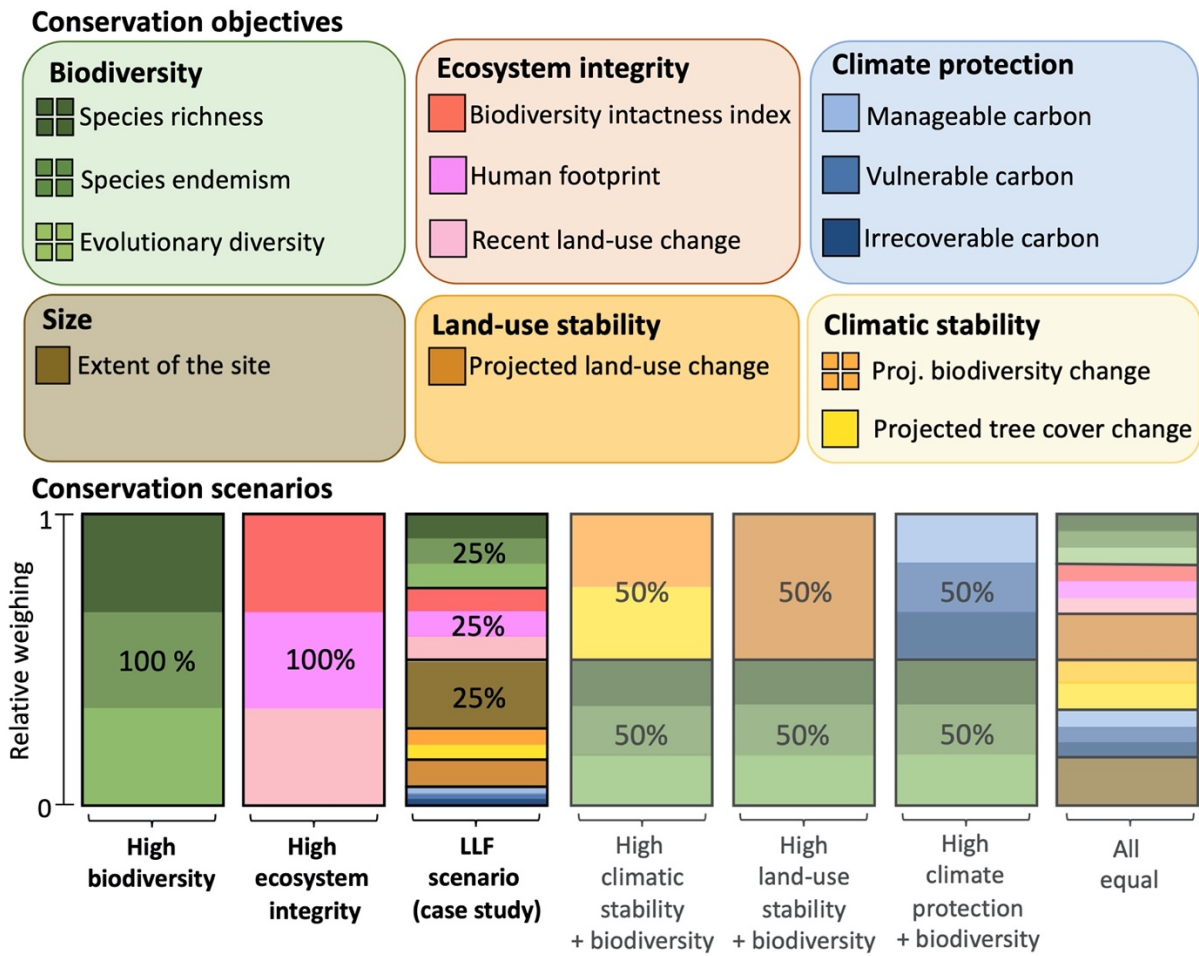 Conservation objectives
Biodiversity
Species richness
Species endemism
Evolutionary diversity
Ecosystem integrity
Biodiversity intactness index
Human footprint
Recent land-use change
Climate protection
Manageable carbon
Vulnerable carbon
Irrecoverable carbon
Size
Extent of the site
Land-use stability
Projected land-use change
Climatic stability
Proj. biodiversity change
Projected tree cover change
Conservation scenarios
Relative weighing
1
0
100 %
100%
25%
25%
25%
50%
50%
50%
50%
50%
50%
High
biodiversity
High
ecosystem
integrity
LLF
scenario
(case study)
High
climatic
stability
+ biodiversity
High
land-use
stability
+ biodiversity
High
climate
protection
+ biodiversity
All
equal